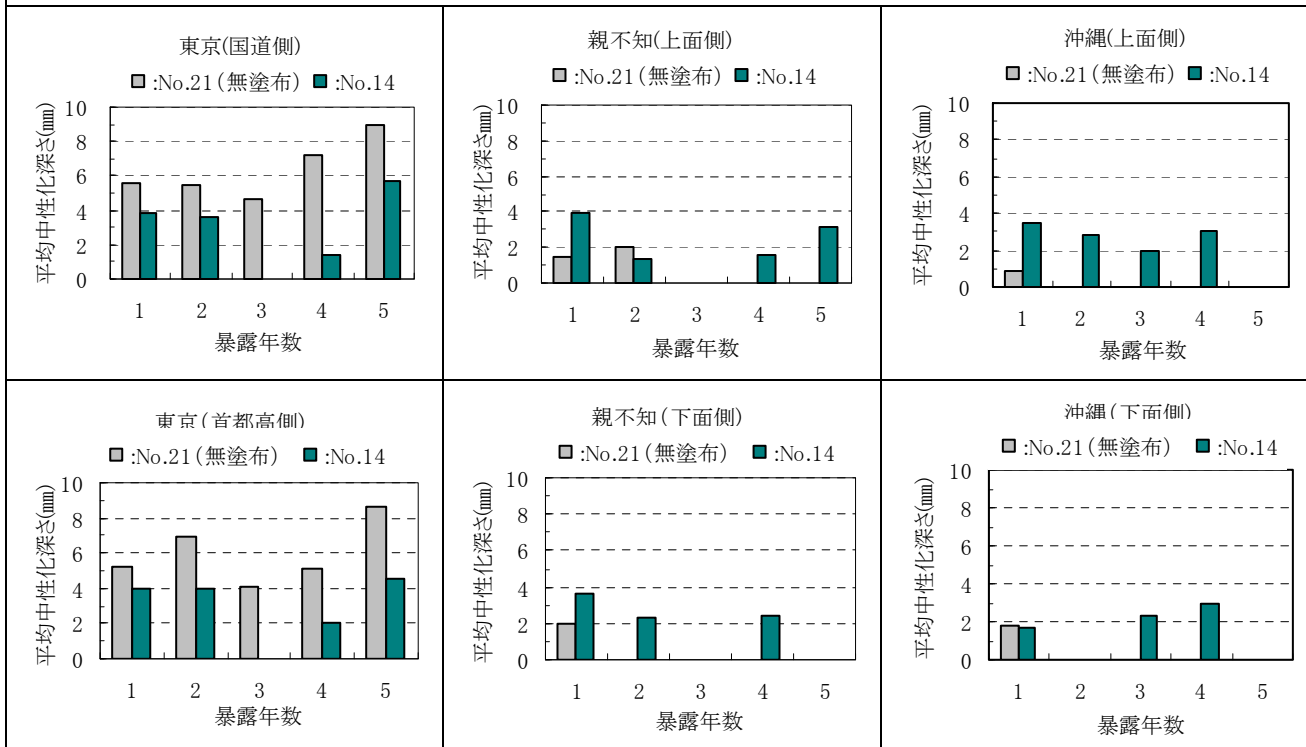 東京(国道側)
:No.21(無塗布) :No.14
平均中性化深さ(mm)
10
8
6
4
2
0
1 2 3 4 5
暴露年数
親不知(上面側)
:No.21(無塗布) :No.14
平均中性化深さ(mm)
10
8
6
4
2
0
1 2 3 4 5
暴露年数
沖縄(上面側)
:No.21(無塗布) :No.14
平均中性化深さ(mm)
10
8
6
4
2
0
1 2 3 4 5
暴露年数
東京(首都高側)
:No.21(無塗布) :No.14
平均中性化深さ(mm)
10
8
6
4
2
0
1 2 3 4 5
暴露年数
親不知(下面側)
:No.21(無塗布) :No.14
平均中性化深さ(mm)
10
8
6
4
2
0
1 2 3 4 5
暴露年数
沖縄(下面側)
:No.21(無塗布) :No.14
平均中性化深さ(mm)
10
8
6
4
2
0
1 2 3 4 5
暴露年数